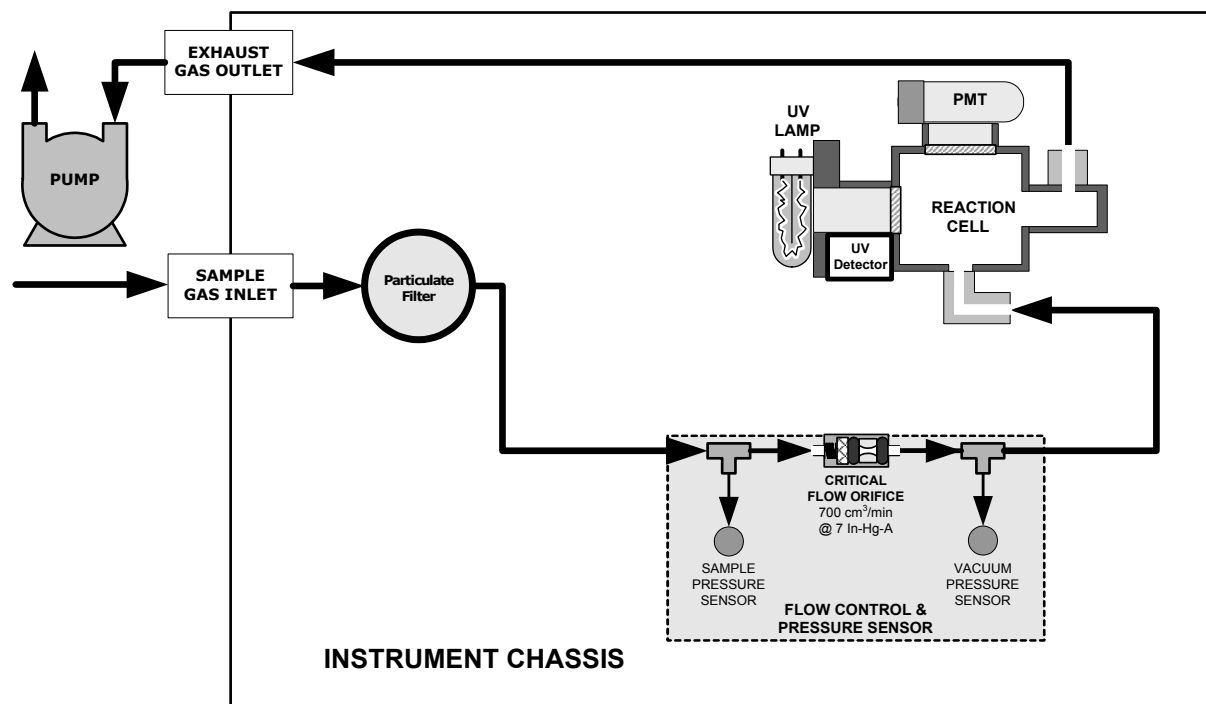 EXHAUST
GAS OUTLET
PUMP
SAMPLE
GAS INLET
Particulate
Filter
UV
LAMP
PMT
REACTION
CELL
UV
Detector
CRITICAL
FLOW ORIFICE
700 cm³/min
@ 7 In-Hg-A
SAMPLE
PRESSURE
SENSOR
VACUUM
PRESSURE
SENSOR
FLOW CONTROL &
PRESSURE SENSOR
INSTRUMENT CHASSIS